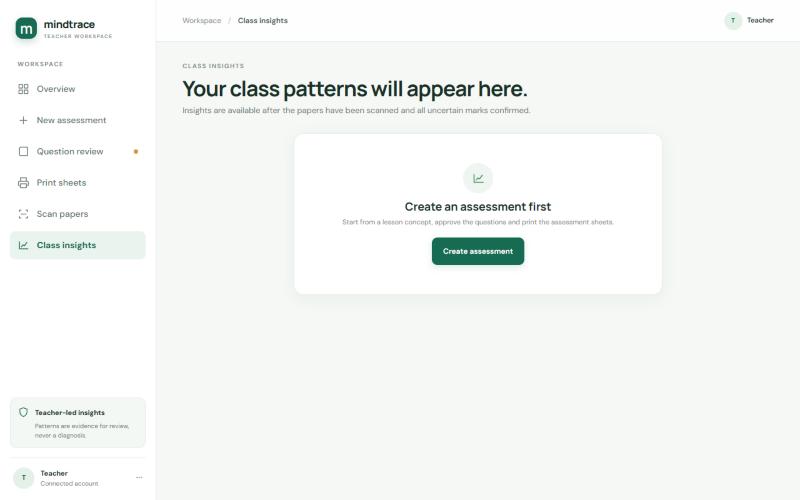 m
mindtrace
TEACHER WORKSPACE
WORKSPACE
Overview
New assessment
Question review
Print sheets
Scan papers
Class insights
Teacher-led insights
Patterns are evidence for review,
never a diagnosis.
T
Teacher
Connected account
...
Workspace / Class insights
T Teacher
CLASS INSIGHTS
Your class patterns will appear here.
Insights are available after the papers have been scanned and all uncertain marks confirmed.
Create an assessment first
Start from a lesson concept, approve the questions and print the assessment sheets.
Create assessment